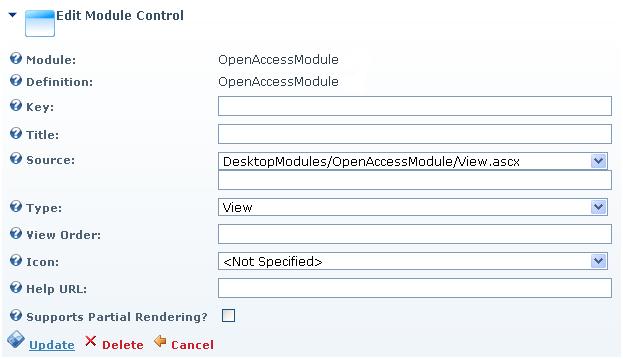 Edit Module Control
Module: OpenAccessModule
Definition: OpenAccessModule
Key:
Title:
Source: DesktopModules/OpenAccessModule/View.ascx
Type: View
View Order:
Icon: <Not Specified>
Help URL:
Supports Partial Rendering?
Update Delete Cancel